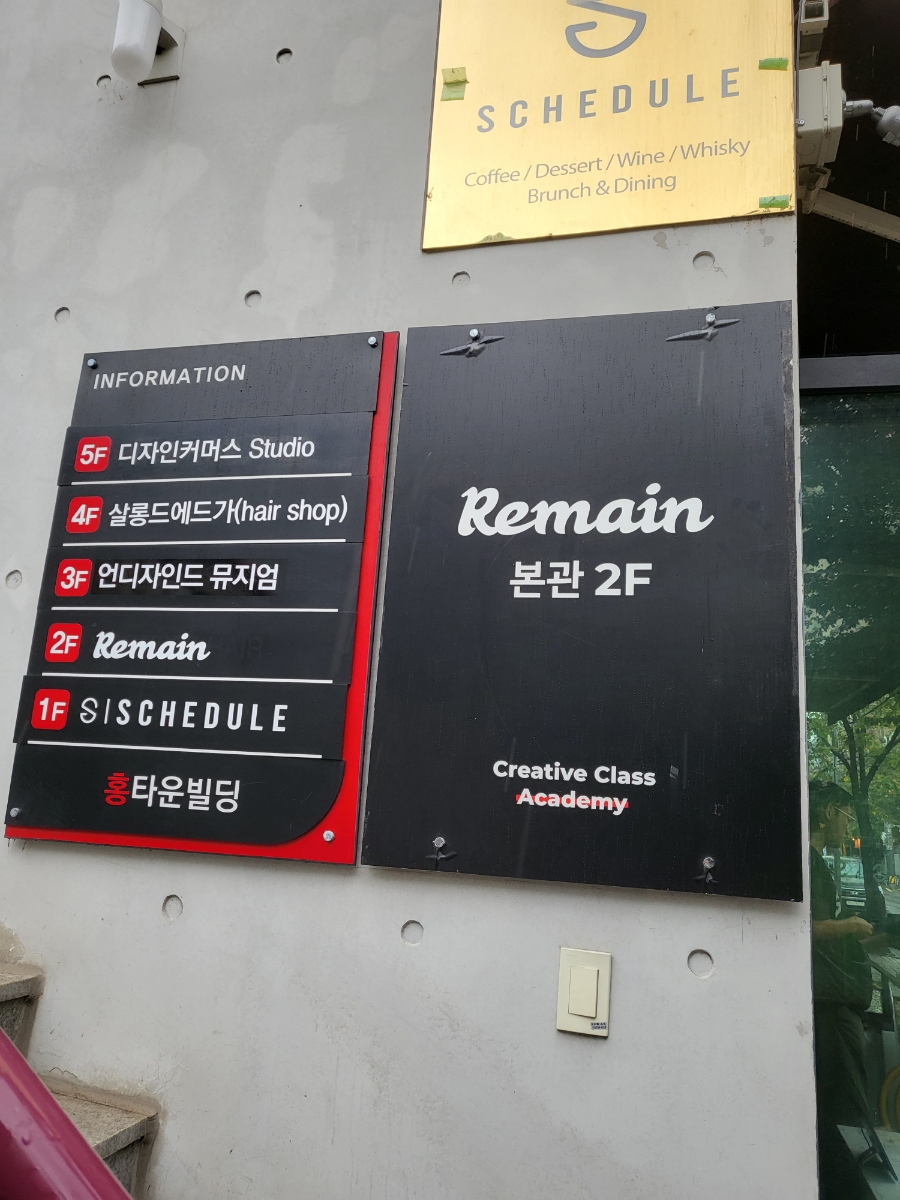 SCHEDULE
Coffee / Dessert / Wine / Whisky
Brunch & Dining
INFORMATION
5F 디자인커머스 Studio
4F 살롱드에드가(hair shop)
3F 언디자인드 뮤지엄
2F Remain
1F S|SCHEDULE
홍타운빌딩
Remain
본관 2F
Creative Class
Academy